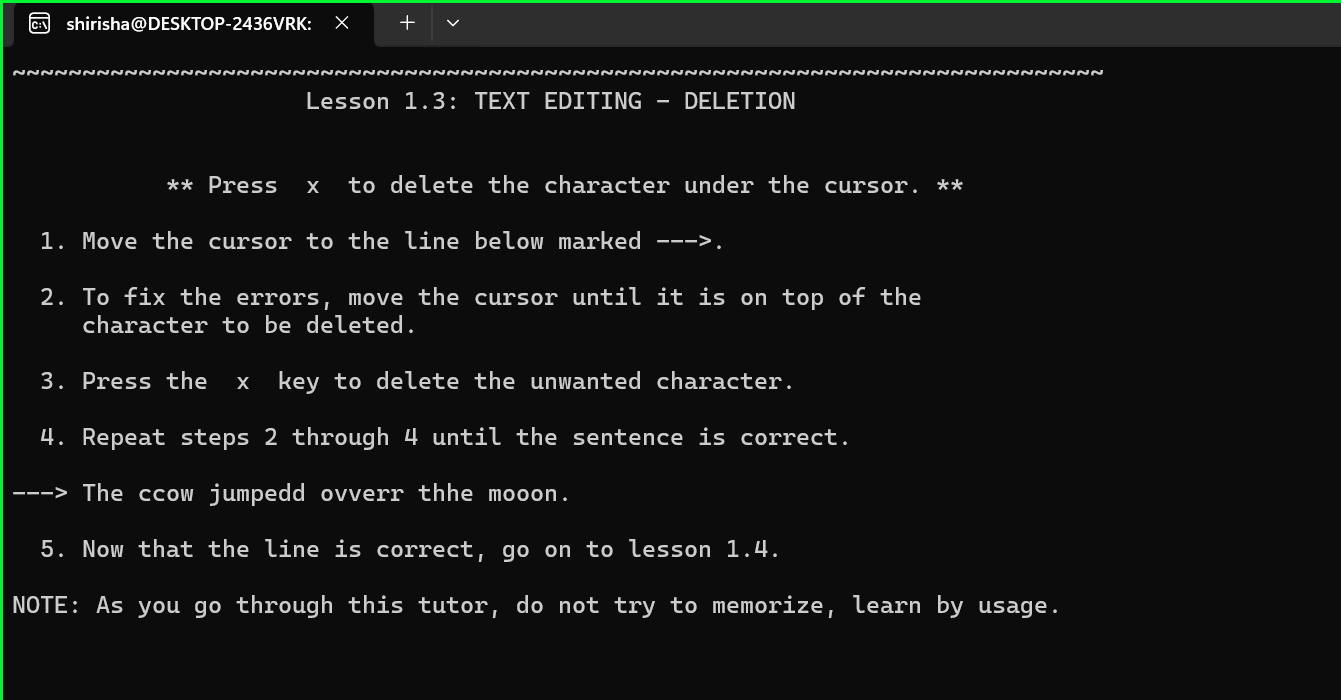 shirisha@DESKTOP-2436VRK:
~~~~~~~~~~~~~~~~~~~~~~~~~~~~~~~~~~~~~~~~~~~~~~~~~~~~~~~~~~~~~~~~~~~~~~~~~~~~~~
Lesson 1.3: TEXT EDITING - DELETION
** Press  x  to delete the character under the cursor. **
1. Move the cursor to the line below marked --->.
2. To fix the errors, move the cursor until it is on top of the
character to be deleted.
3. Press the  x  key to delete the unwanted character.
4. Repeat steps 2 through 4 until the sentence is correct.
---> The ccow jumpedd ovverr thhe mooon.
5. Now that the line is correct, go on to lesson 1.4.
NOTE: As you go through this tutor, do not try to memorize, learn by usage.